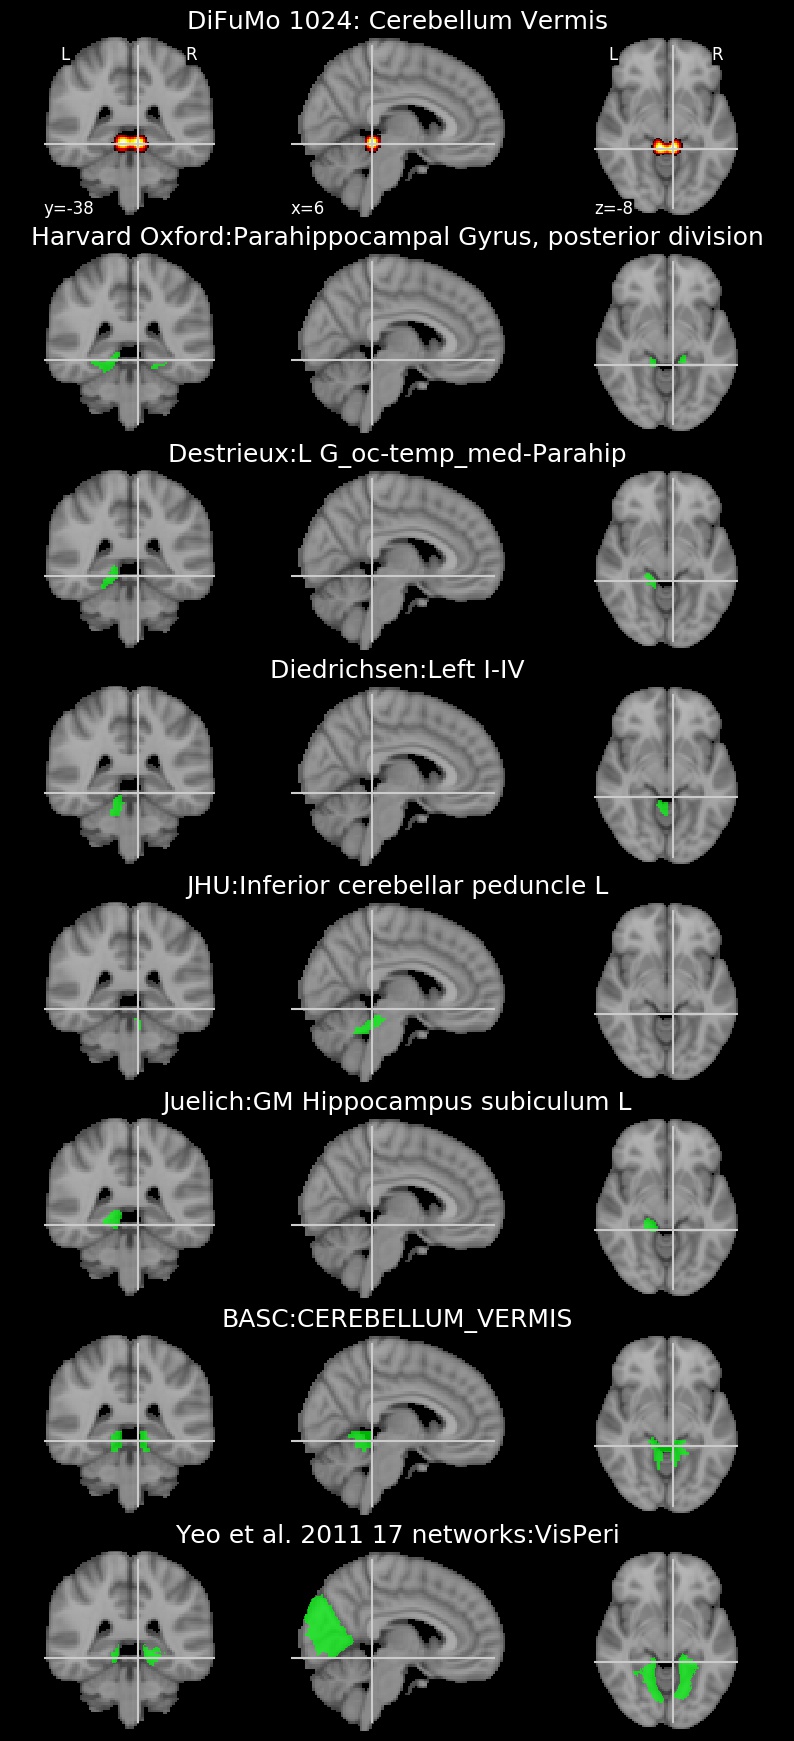 DiFuMo 1024: Cerebellum Vermis
L R L R
y=-38 x=6 z=-8
Harvard Oxford:Parahippocampal Gyrus, posterior division
Destrieux:L G_oc-temp_med-Parahip
Diedrichsen:Left I-IV
JHU:Inferior cerebellar peduncle L
Juelich:GM Hippocampus subiculum L
BASC:CEREBELLUM_VERMIS
Yeo et al. 2011 17 networks:VisPeri